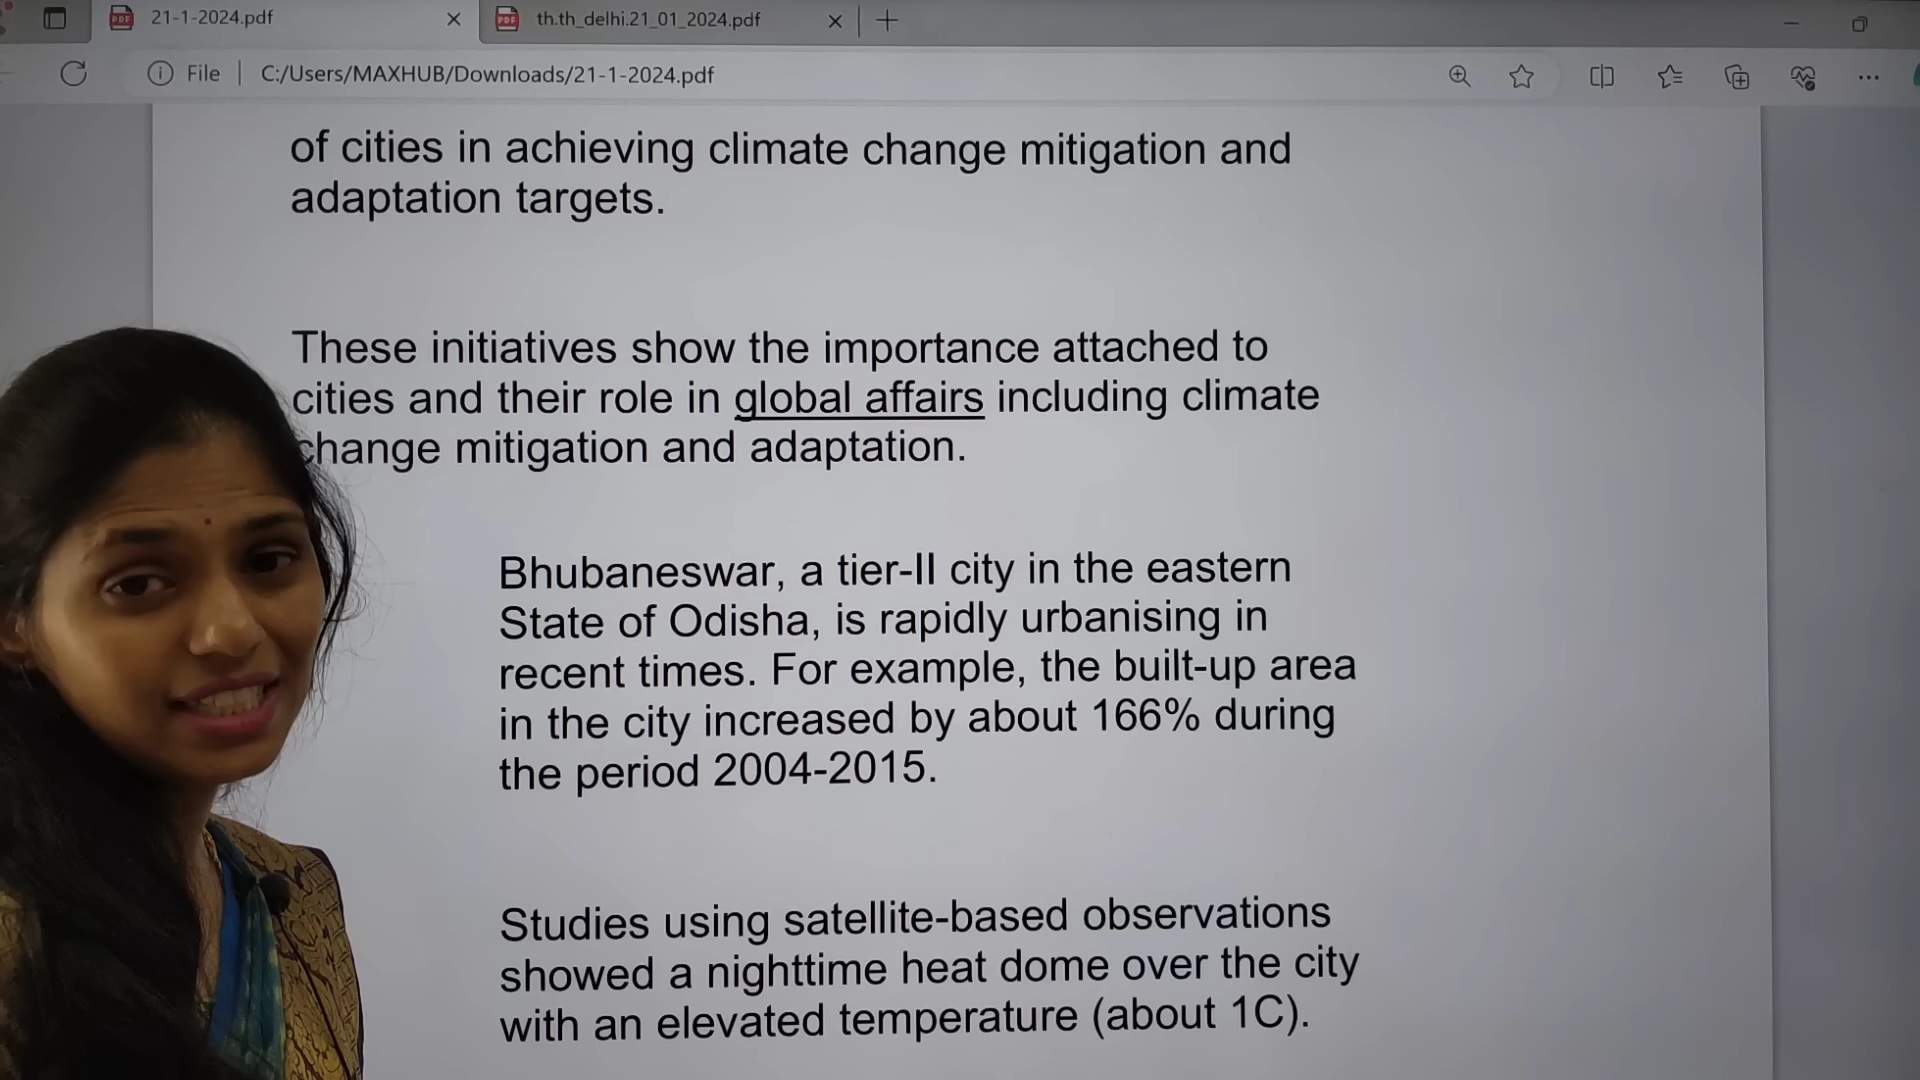 21-1-2024.pdf
th.th_delhi.21_01_2024.pdf
File
C:/Users/MAXHUB/Downloads/21-1-2024.pdf
of cities in achieving climate change mitigation and
adaptation targets.
These initiatives show the importance attached to
cities and their role in global affairs including climate
change mitigation and adaptation.
Bhubaneswar, a tier-II city in the eastern
State of Odisha, is rapidly urbanising in
recent times. For example, the built-up area
in the city increased by about 166% during
the period 2004-2015.
Studies using satellite-based observations
showed a nighttime heat dome over the city
with an elevated temperature (about 1C).